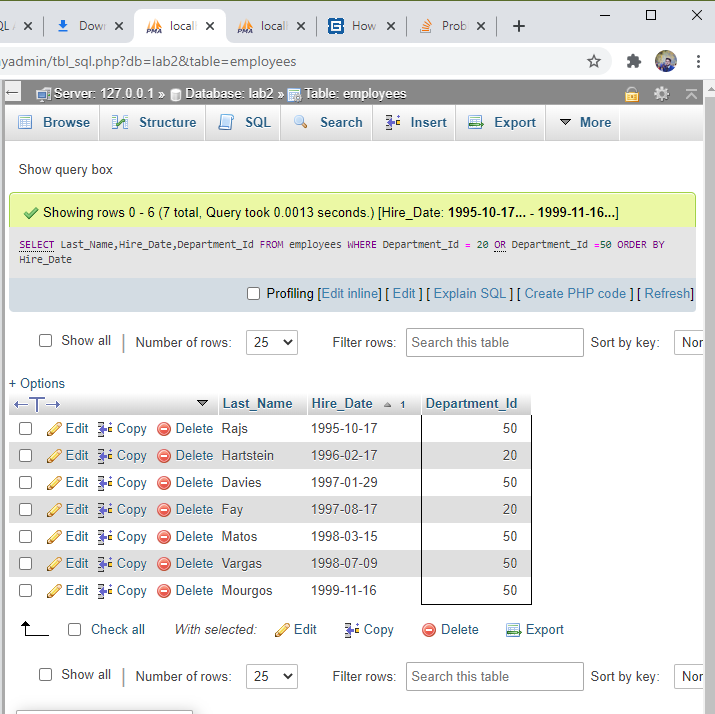 QL A
Down
locall
locall
How
Prob
ayadmin/tbl_sql.php?db=lab2&table=employees
Server: 127.0.0.1 » Database: lab2 » Table: employees
Browse Structure SQL Search Insert Export More
Show query box
Showing rows 0 - 6 (7 total, Query took 0.0013 seconds.) [Hire_Date: 1995-10-17... - 1999-11-16...]
SELECT Last_Name,Hire_Date,Department_Id FROM employees WHERE Department_Id = 20 OR Department_Id =50 ORDER BY
Hire_Date
Profiling [Edit inline] [ Edit ] [ Explain SQL ] [ Create PHP code ] [ Refresh]
Show all | Number of rows: 25 Filter rows: Search this table Sort by key: Nor
+ Options
←T→ Last_Name Hire_Date 1 Department_Id
Edit Copy Delete Rajs 1995-10-17 50
Edit Copy Delete Hartstein 1996-02-17 20
Edit Copy Delete Davies 1997-01-29 50
Edit Copy Delete Fay 1997-08-17 20
Edit Copy Delete Matos 1998-03-15 50
Edit Copy Delete Vargas 1998-07-09 50
Edit Copy Delete Mourgos 1999-11-16 50
Check all With selected: Edit Copy Delete Export
Show all | Number of rows: 25 Filter rows: Search this table Sort by key: Nor